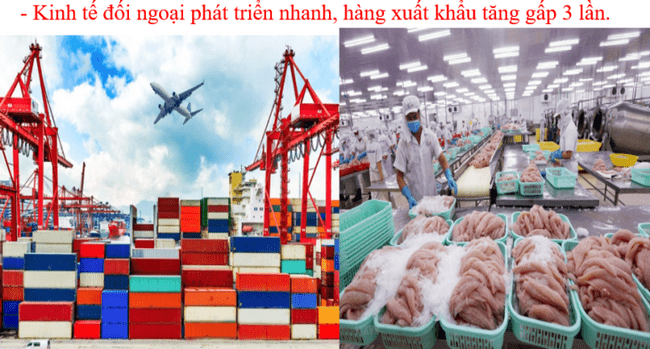 - Kinh tế đối ngoại phát triển nhanh, hàng xuất khẩu tăng gấp 3 lần.